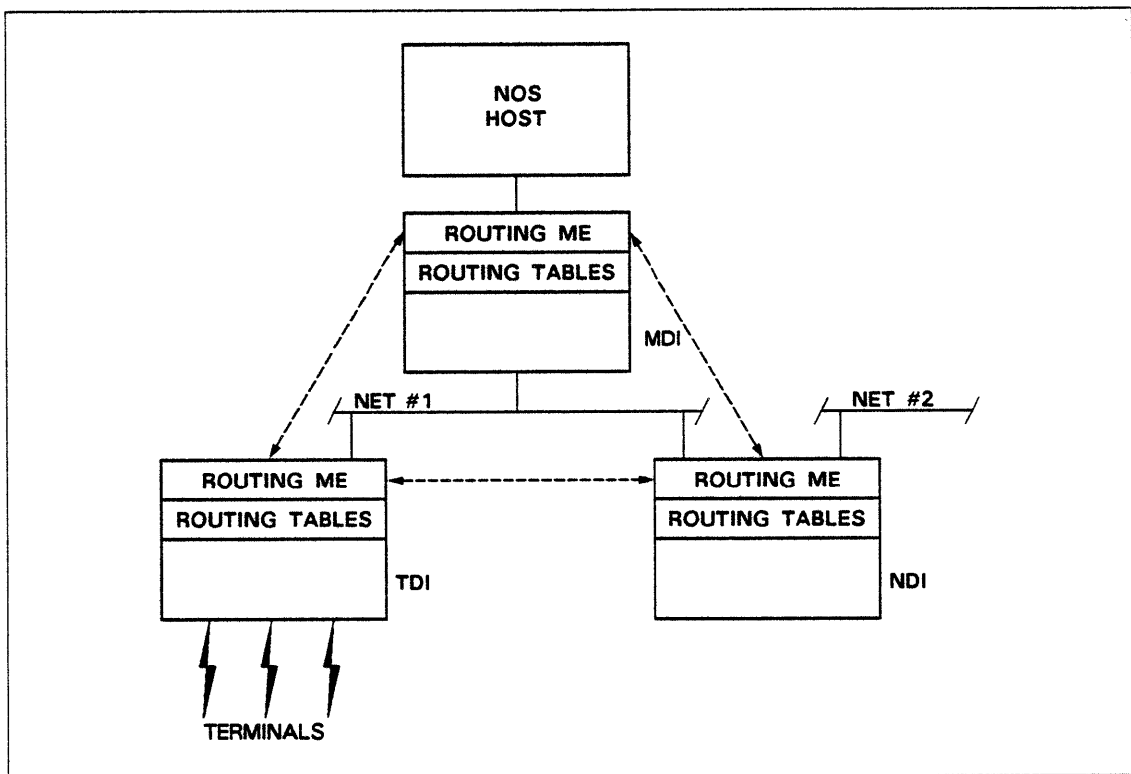 NOS
HOST
ROUTING ME
ROUTING TABLES
MDI
NET #1
NET #2
ROUTING ME
ROUTING TABLES
TDI
ROUTING ME
ROUTING TABLES
NDI
TERMINALS